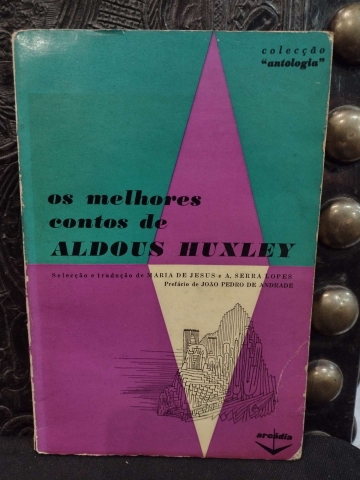 colecção
"antologia"
os melhores
contos de
ALDOUS HUXLEY
Selecção e tradução de MARIA DE JESUS e A. SERRA LOPES
Prefácio de JOÃO PEDRO DE ANDRADE
arcádia